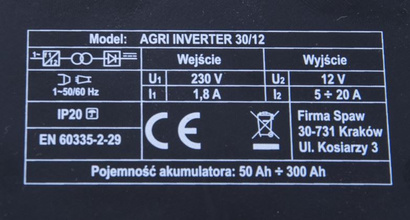 Model: AGRI INVERTER 30/12
Wejście Wyjście
U1 230 V U2 12 V
1~50/60 Hz I1 1,8 A I2 5 ÷ 20 A
IP20
EN 60335-2-29
CE
Firma Spaw
30-731 Kraków
Ul. Kosiarzy 3
Pojemność akumulatora: 50 Ah ÷ 300 Ah